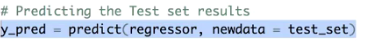 # Predicting the Test set results
y_pred = predict(regressor, newdata = test_set)